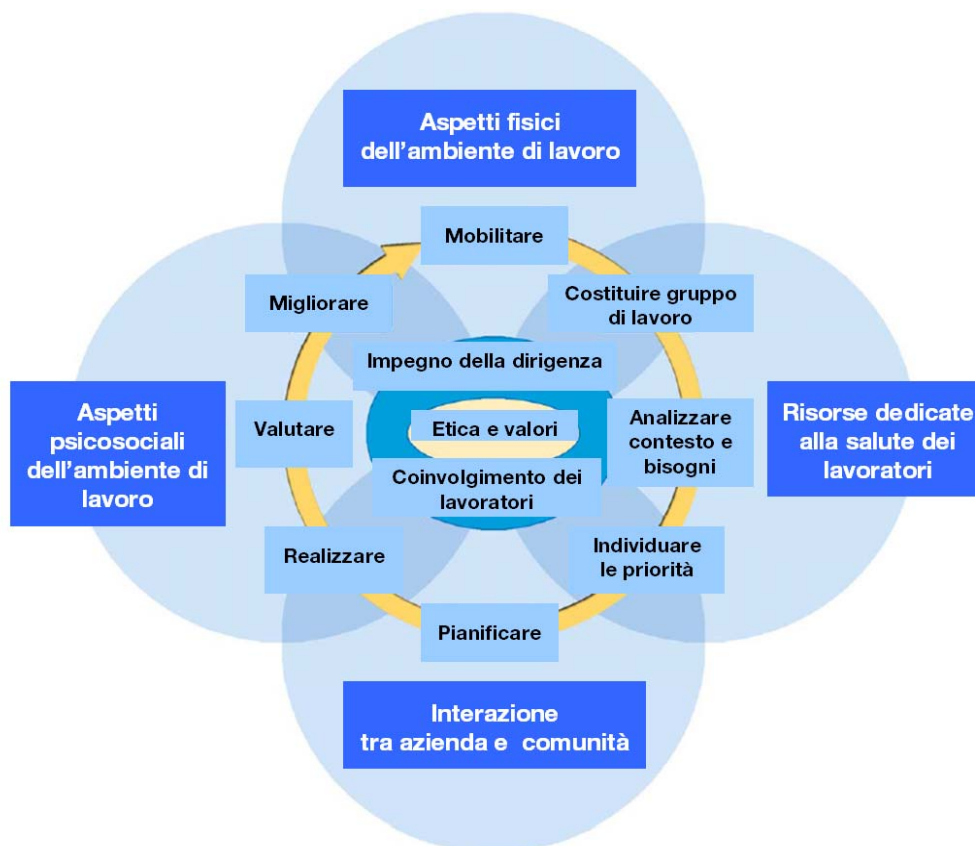 Aspetti fisici
dell’ambiente di lavoro
Mobilitare
Migliorare
Costituire gruppo
di lavoro
Impegno della dirigenza
Aspetti
psicosociali
dell’ambiente di
lavoro
Valutare
Etica e valori
Analizzare
contesto e
bisogni
Risorse dedicate
alla salute dei
lavoratori
Coinvolgimento dei
lavoratori
Realizzare
Individuare
le priorità
Pianificare
Interazione
tra azienda e comunità